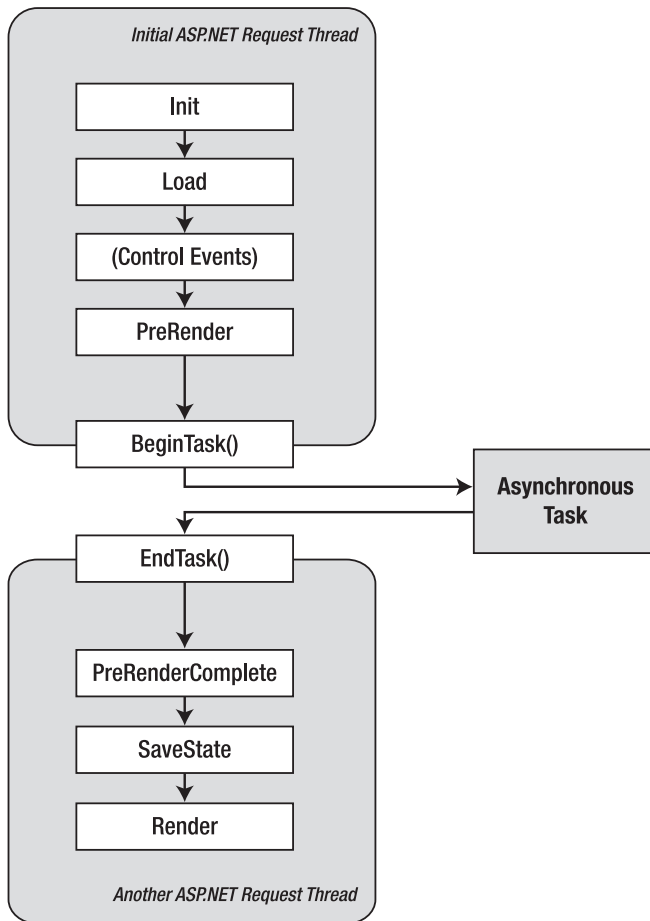 Initial ASP.NET Request Thread
Init
Load
(Control Events)
PreRender
BeginTask()
Asynchronous
Task
EndTask()
PreRenderComplete
SaveState
Render
Another ASP.NET Request Thread